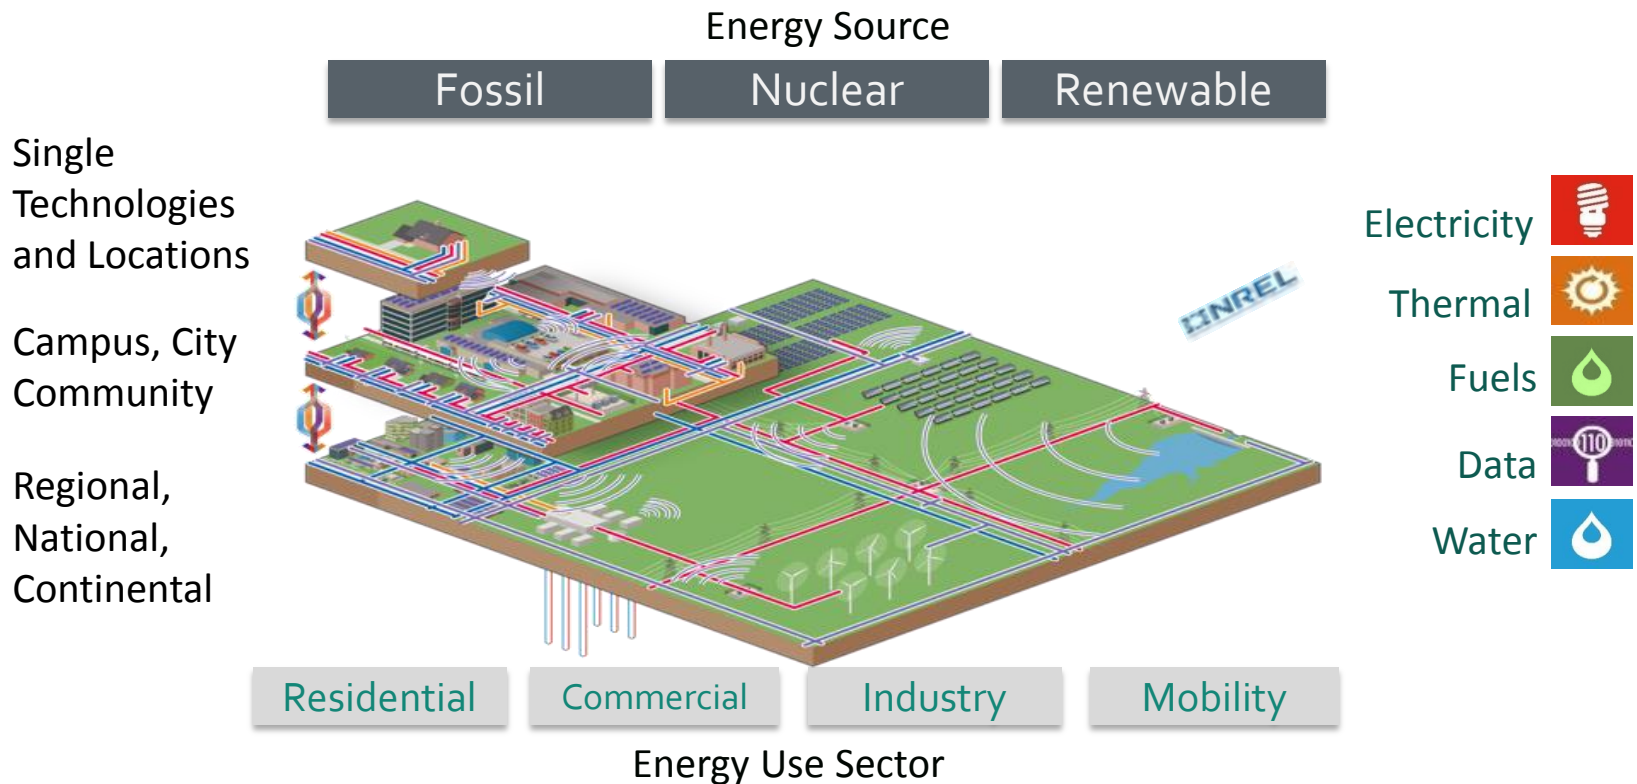 Energy Source
Fossil
Nuclear
Renewable
Single
Technologies
and Locations
Campus, City
Community
Regional,
National,
Continental
NREL
Electricity
Thermal
Fuels
Data
110
Water
Residential
Commercial
Industry
Mobility
Energy Use Sector